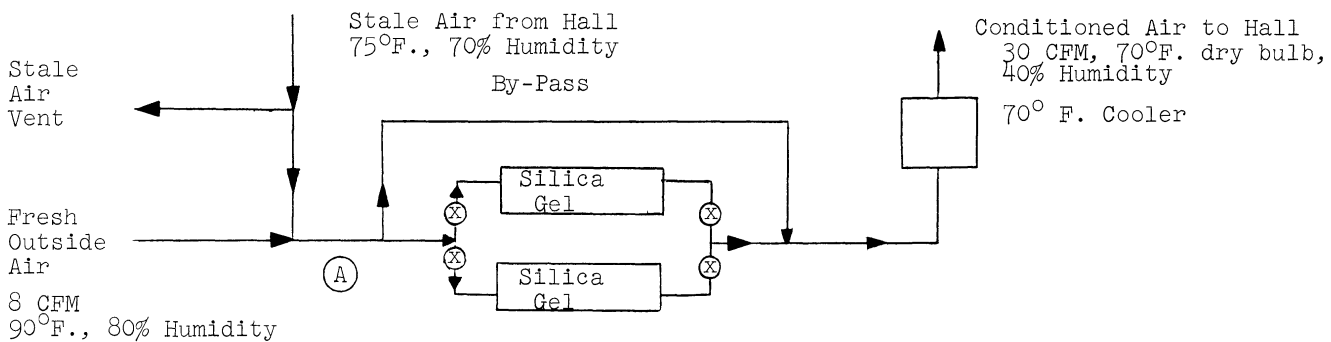 Stale Air from Hall
75°F., 70% Humidity
Conditioned Air to Hall
30 CFM, 70°F. dry bulb,
40% Humidity
70° F. Cooler
Stale
Air
Vent
By-Pass
Silica
Gel
Fresh
Outside
Air
8 CFM
90°F., 80% Humidity
A
X
X
X
X
Silica
Gel